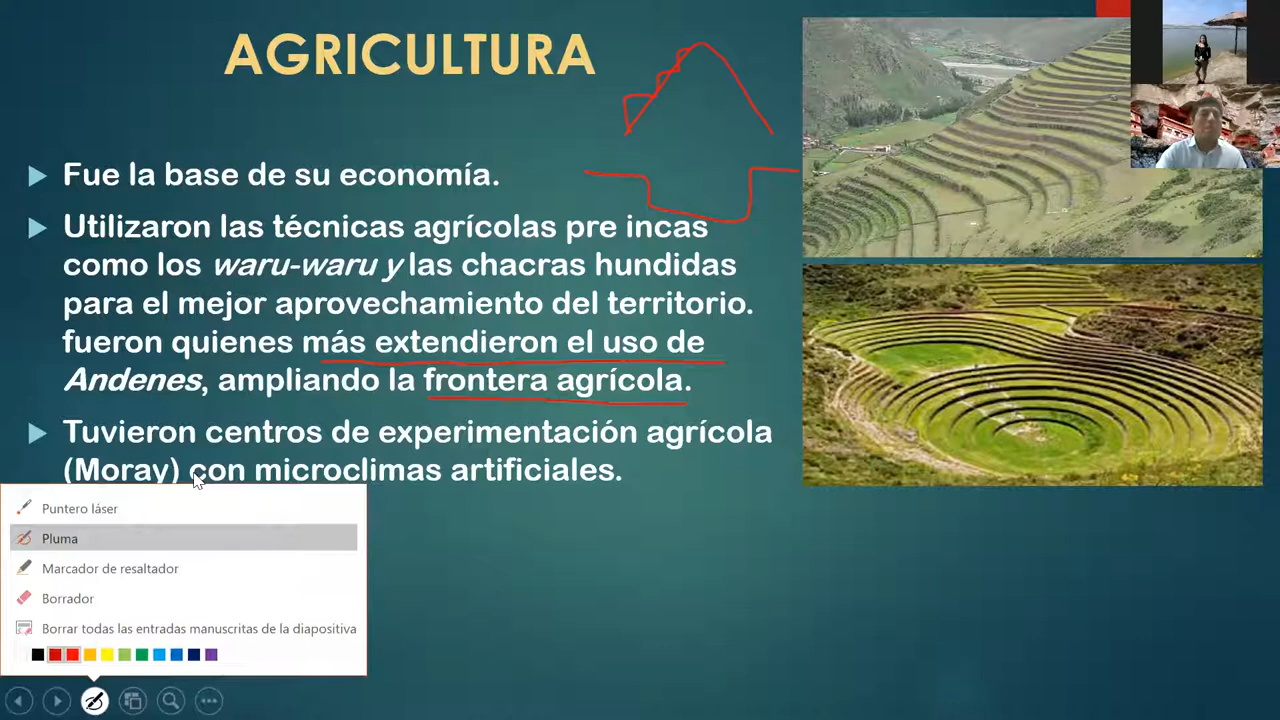 AGRICULTURA
Fue la base de su economía.
Utilizaron las técnicas agrícolas pre incas
como los waru-waru y las chacras hundidas
para el mejor aprovechamiento del territorio.
fueron quienes más extendieron el uso de
Andenes, ampliando la frontera agrícola.
Tuvieron centros de experimentación agrícola
(Moray) con microclimas artificiales.
Puntero láser
Pluma
Marcador de resaltador
Borrador
Borrar todas las entradas manuscritas de la diapositiva